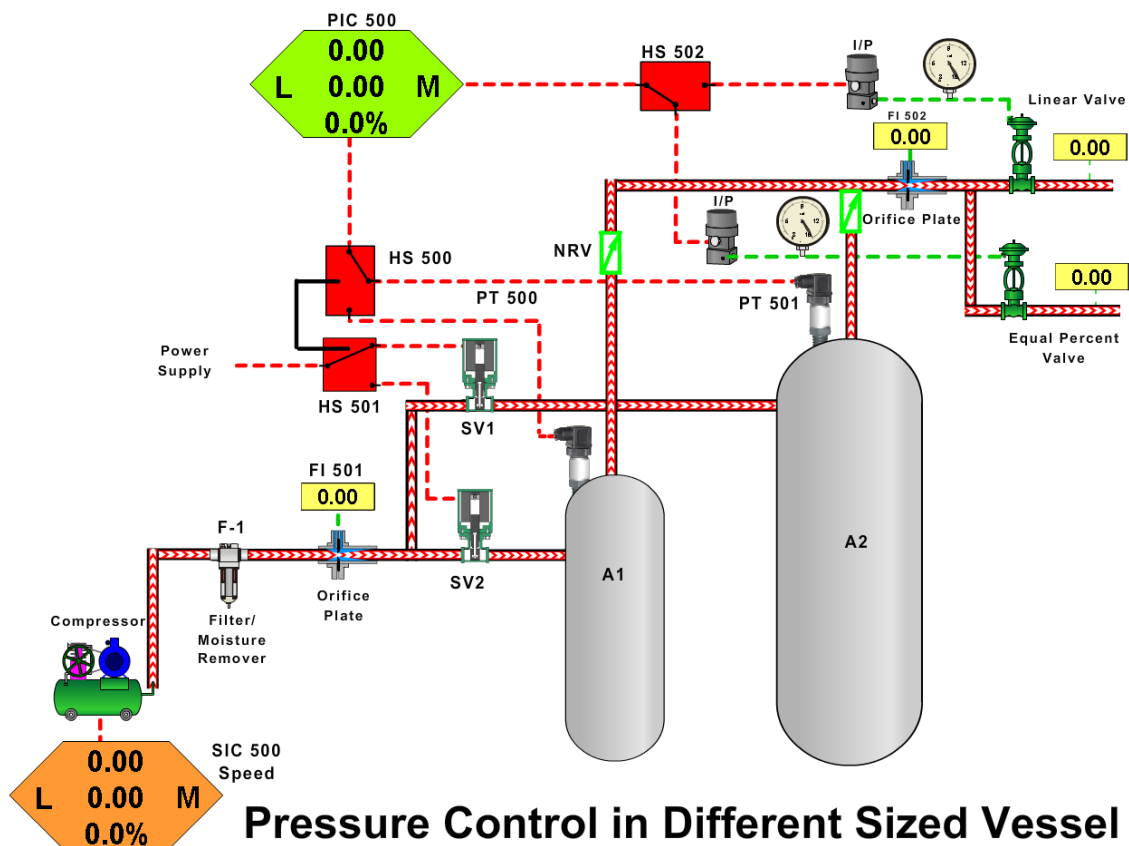 PIC 500
0.00
L 0.00 M
0.0%
HS 502
I/P
Linear Valve
FI 502
0.00
0.00
I/P
Orifice Plate
NRV
HS 500
PT 500
PT 501
0.00
Power
Supply
Equal Percent
Valve
HS 501
SV1
FI 501
0.00
F-1
SV2
A1
A2
Orifice
Plate
Compressor
Filter/
Moisture
Remover
SIC 500
Speed
0.00
L 0.00 M
0.0%
Pressure Control in Different Sized Vessel